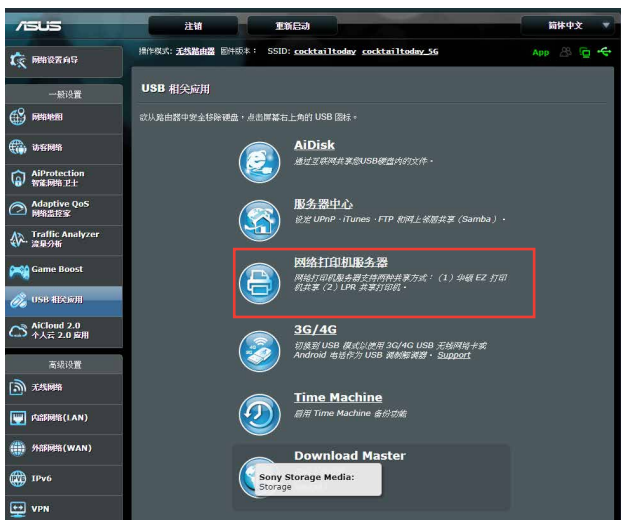 ASUS
注销
重新启动
简体中文
操作模式: 无线路由器 固件版本： SSID: cocktailtoday cocktailtoday_5G
App
网络设置向导
一般设置
网络地图
访客网络
AiProtection
智能网络卫士
Adaptive QoS
网络监控家
Traffic Analyzer
流量分析
Game Boost
USB 相关应用
AiCloud 2.0
个人云 2.0 应用
高级设置
无线网络
内部网络(LAN)
外部网络(WAN)
IPv6
VPN
USB 相关应用
欲从路由器中安全移除硬盘，点击屏幕右上角的 USB 图标。
AiDisk
通过互联网共享您USB硬盘内的文件。
服务器中心
设定 UPnP、iTunes、FTP 和网上邻居共享（Samba）。
网络打印机服务器
网络打印机服务器支持两种共享方式：（1）华硕 EZ 打印
机共享（2）LPR 共享打印机。
3G/4G
切换到 USB 模式以使用 3G/4G USB 无线网络卡或
Android 电话作为 USB 调制解调器。 Support
Time Machine
启用 Time Machine 备份功能
Download Master
Sony Storage Media:
Storage